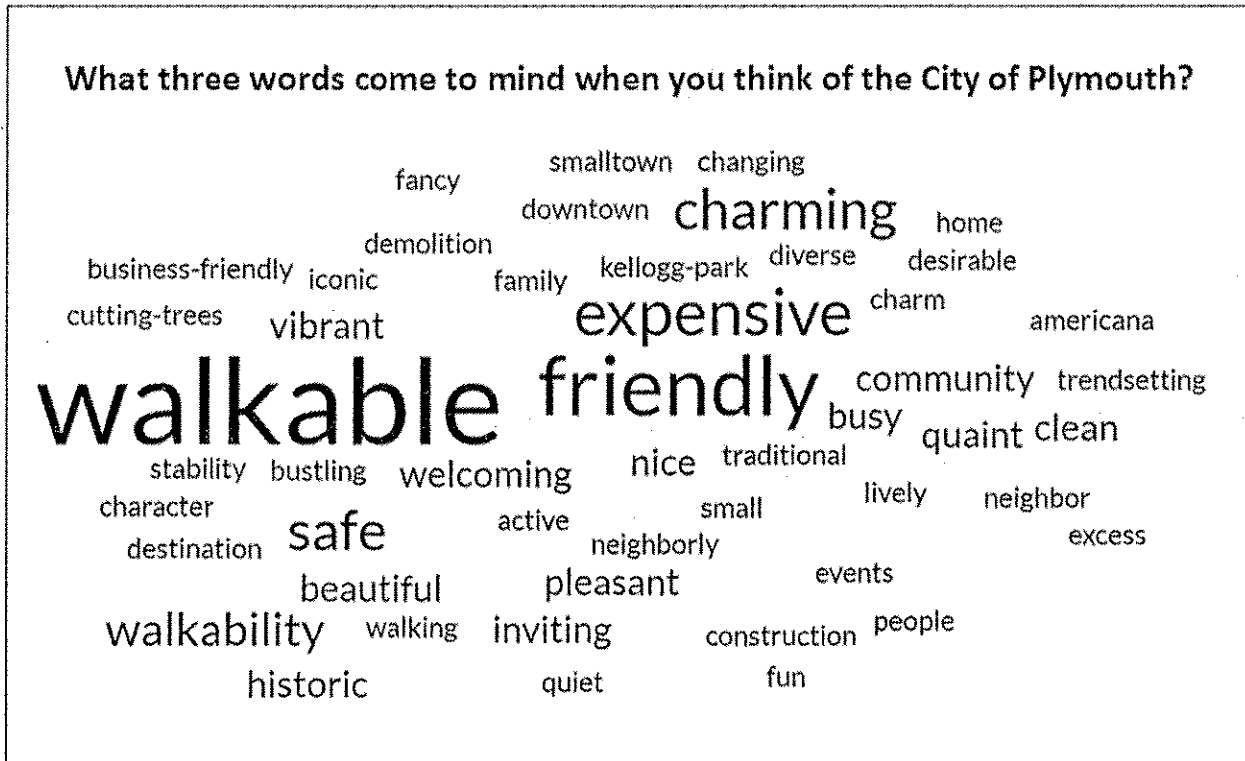 What three words come to mind when you think of the City of Plymouth?
smalltown changing
fancy
downtown charming home
demolition
business-friendly iconic family kellogg-park diverse desirable
cutting-trees vibrant expensive charm americana
walkable friendly community trendsetting
busy quaint clean
stability bustling welcoming nice traditional
character safe active small lively neighbor
destination neighborly excess
beautiful pleasant events
walkability walking inviting construction people
historic quiet fun